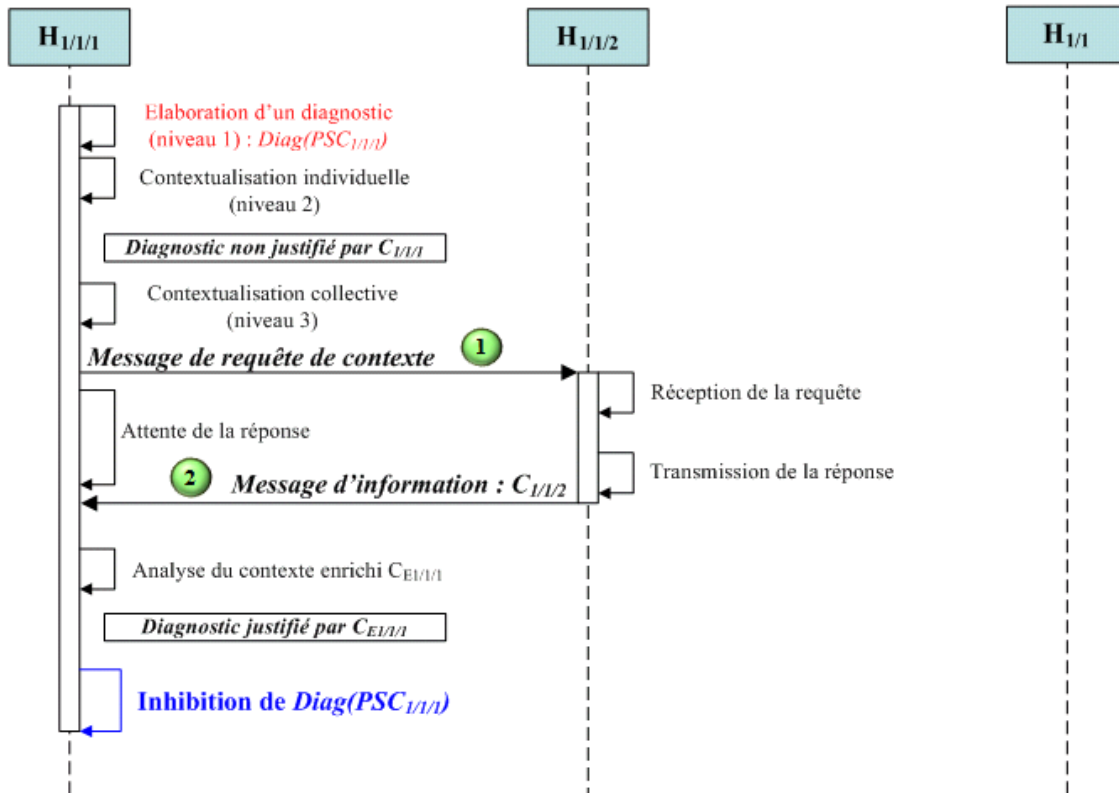 H1/1/1
H1/1/2
H1/1
Elaboration d'un diagnostic
(niveau 1) : Diag(PSC1/1/1)
Contextualisation individuelle
(niveau 2)
Diagnostic non justifié par C1/1/1
Contextualisation collective
(niveau 3)
Message de requête de contexte
1
Réception de la requête
Attente de la réponse
2
Message d'information : C1/1/2
Transmission de la réponse
Analyse du contexte enrichi CE1/1/1
Diagnostic justifié par CE1/1/1
Inhibition de Diag(PSC1/1/1)